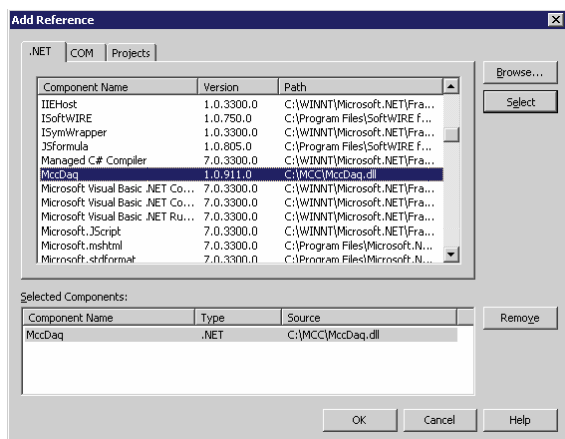 Add Reference
.NET COM Projects
Browse...
Component Name Version Path
Select
IIEHost 1.0.3300.0 C:\WINNT\Microsoft.NET\Fra...
ISoftWIRE 1.0.750.0 C:\Program Files\SoftWIRE f...
ISymWrapper 1.0.3300.0 C:\WINNT\Microsoft.NET\Fra...
JSformula 1.0.805.0 C:\Program Files\SoftWIRE f...
Managed C# Compiler 7.0.3300.0 C:\WINNT\Microsoft.NET\Fra...
MccDaq 1.0.911.0 C:\MCC\MccDaq.dll
Microsoft Visual Basic .NET Co... 7.0.3300.0 C:\WINNT\Microsoft.NET\Fra...
Microsoft Visual Basic .NET Co... 7.0.3300.0 C:\WINNT\Microsoft.NET\Fra...
Microsoft Visual Basic .NET Ru... 7.0.3300.0 C:\WINNT\Microsoft.NET\Fra...
Microsoft.JScript 7.0.3300.0 C:\WINNT\Microsoft.NET\Fra...
Microsoft.mshtml 7.0.3300.0 C:\Program Files\Microsoft.N...
Microsoft.stdformat 7.0.3300.0 C:\Program Files\Microsoft.N...
Selected Components:
Component Name Type Source
Remove
MccDaq .NET C:\MCC\MccDaq.dll
OK Cancel Help